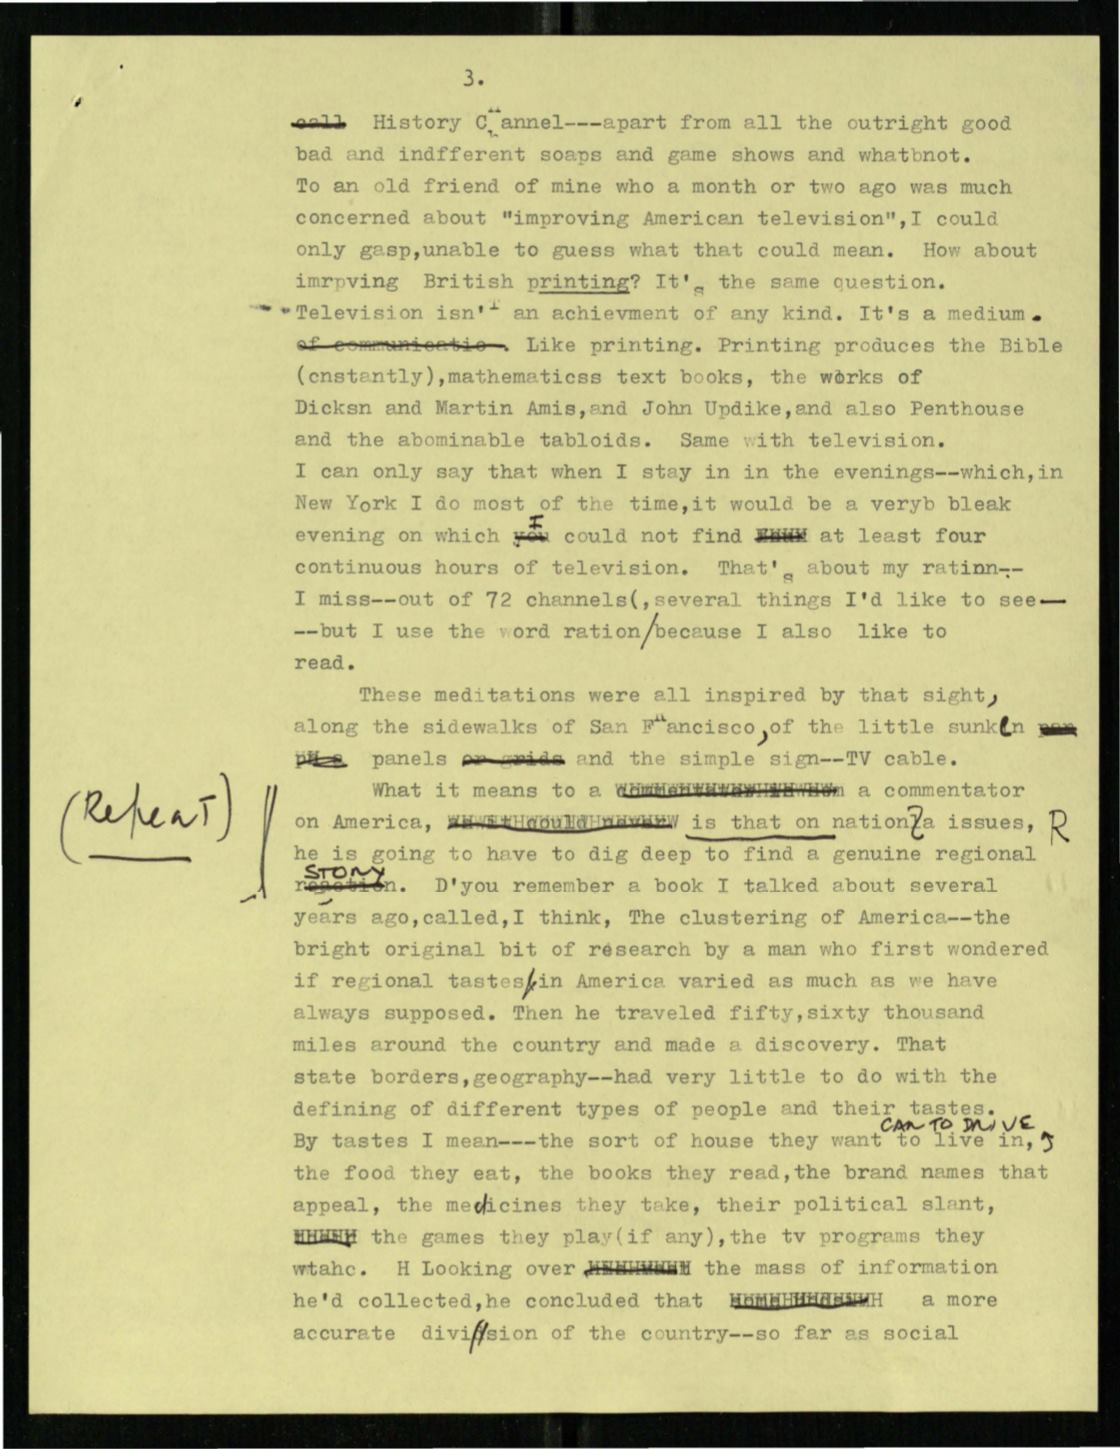 3.
call History Channel---apart from all the outright good
bad and indfferent soaps and game shows and whatbnot.
To an old friend of mine who a month or two ago was much
concerned about "improving American television",I could
only gasp,unable to guess what that could mean. How about
imrpving British printing? It's the same question.
Television isn't an achievment of any kind. It's a medium.
of communicatio . Like printing. Printing produces the Bible
(cnstantly),mathematicss text books, the works of
Dicksn and Martin Amis,and John Updike,and also Penthouse
and the abominable tabloids. Same with television.
I can only say that when I stay in in the evenings--which,in
New York I do most of the time,it would be a veryb bleak
I
evening on which you could not find at least four
continuous hours of television. That's about my ration--
I miss--out of 72 channels(,several things I'd like to see—
--but I use the word ration/because I also like to
read.
These meditations were all inspired by that sight,
along the sidewalks of San Francisco,of the little sunken
panels or grids and the simple sign--TV cable.
What it means to a a commentator
(Repeat)
on America, is that on nationla issues, R
he is going to have to dig deep to find a genuine regional
STORY
reaction. D'you remember a book I talked about several
years ago,called,I think, The clustering of America--the
bright original bit of research by a man who first wondered
if regional tastes in America varied as much as we have
always supposed. Then he traveled fifty,sixty thousand
miles around the country and made a discovery. That
state borders,geography--had very little to do with the
defining of different types of people and their tastes.
CAR TO DRIVE
By tastes I mean---the sort of house they want to live in,
the food they eat, the books they read,the brand names that
appeal, the medicines they take, their political slant,
the games they play(if any),the tv programs they
wtahc. H Looking over the mass of information
he'd collected,he concluded that a more
accurate division of the country--so far as social